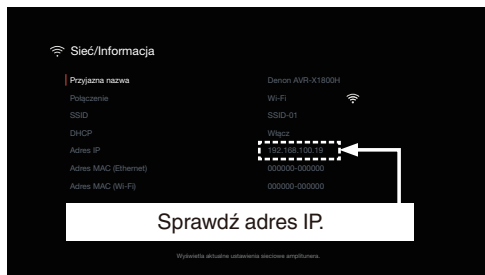 Sieć/Informacja
Przyjazna nazwa Denon AVR-X1800H
Połączenie Wi-Fi
SSID SSID-01
DHCP Włącz
Adres IP 192.168.100.19
Adres MAC (Ethernet) 000000-000000
Adres MAC (Wi-Fi) 000000-000000
Sprawdź adres IP.
Wyświetla aktualne ustawienia sieciowe amplitunera.